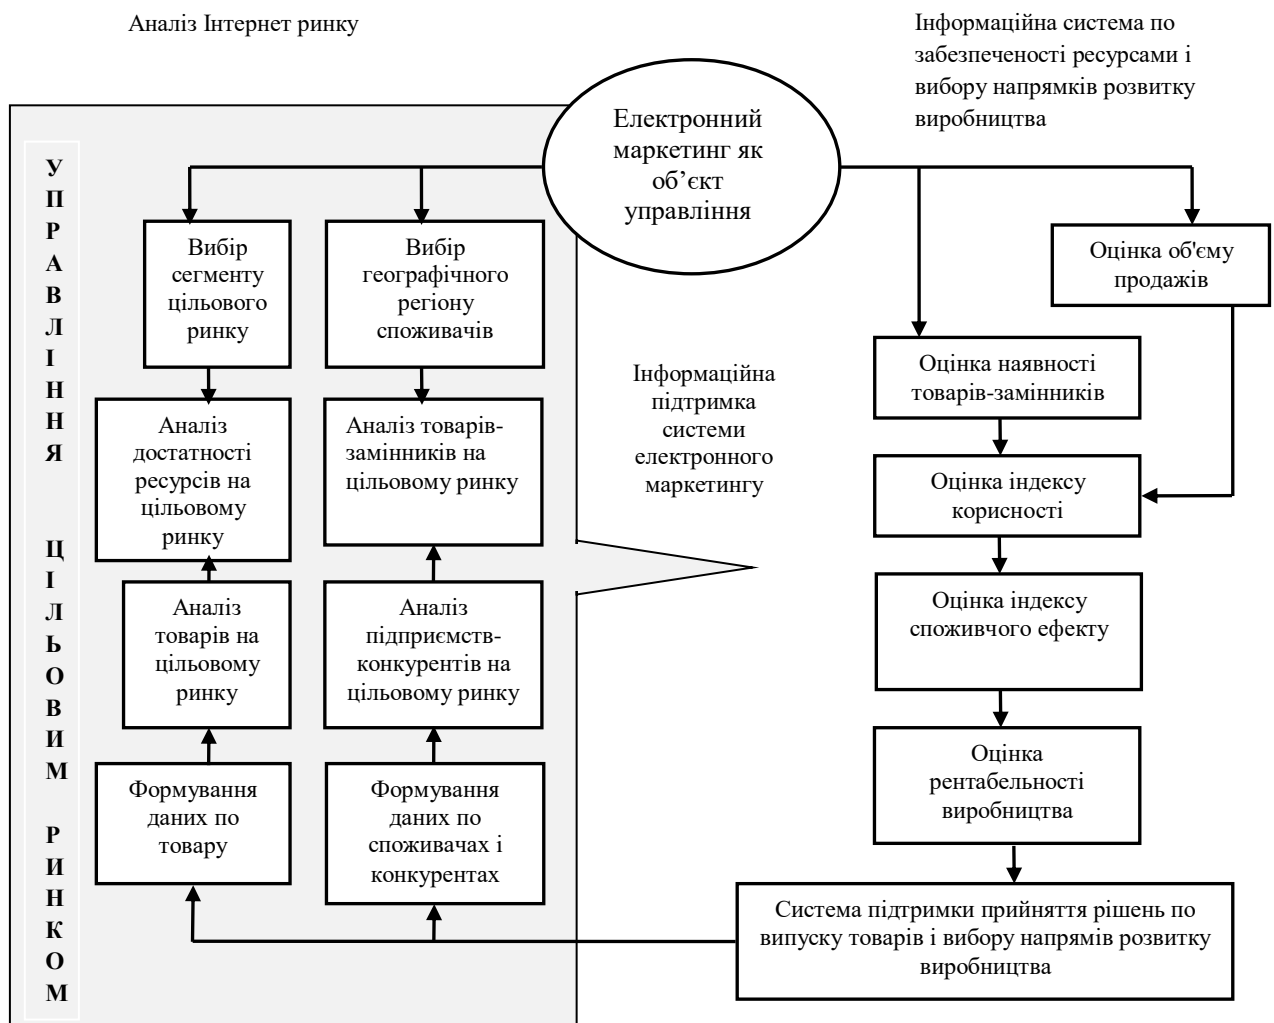 Аналіз Інтернет ринку
Інформаційна система по
забезпеченості ресурсами і
вибору напрямків розвитку
виробництва
Електронний
маркетинг як
об’єкт
управління
УПРАВЛІННЯ ЦІЛЬОВИМ РИНКОМ
Вибір
сегменту
цільового
ринку
Вибір
географічного
регіону
споживачів
Оцінка об'єму
продажів
Оцінка наявності
товарів-замінників
Інформаційна
підтримка
системи
електронного
маркетингу
Аналіз
достатності
ресурсів на
цільовому
ринку
Аналіз товарів-
замінників на
цільовому ринку
Оцінка індексу
корисності
Аналіз
товарів на
цільовому
ринку
Аналіз
підприємств-
конкурентів на
цільовому ринку
Оцінка індексу
споживчого ефекту
Оцінка
рентабельності
виробництва
Формування
даних по
товару
Формування
даних по
споживачах і
конкурентах
Система підтримки прийняття рішень по
випуску товарів і вибору напрямів розвитку
виробництва